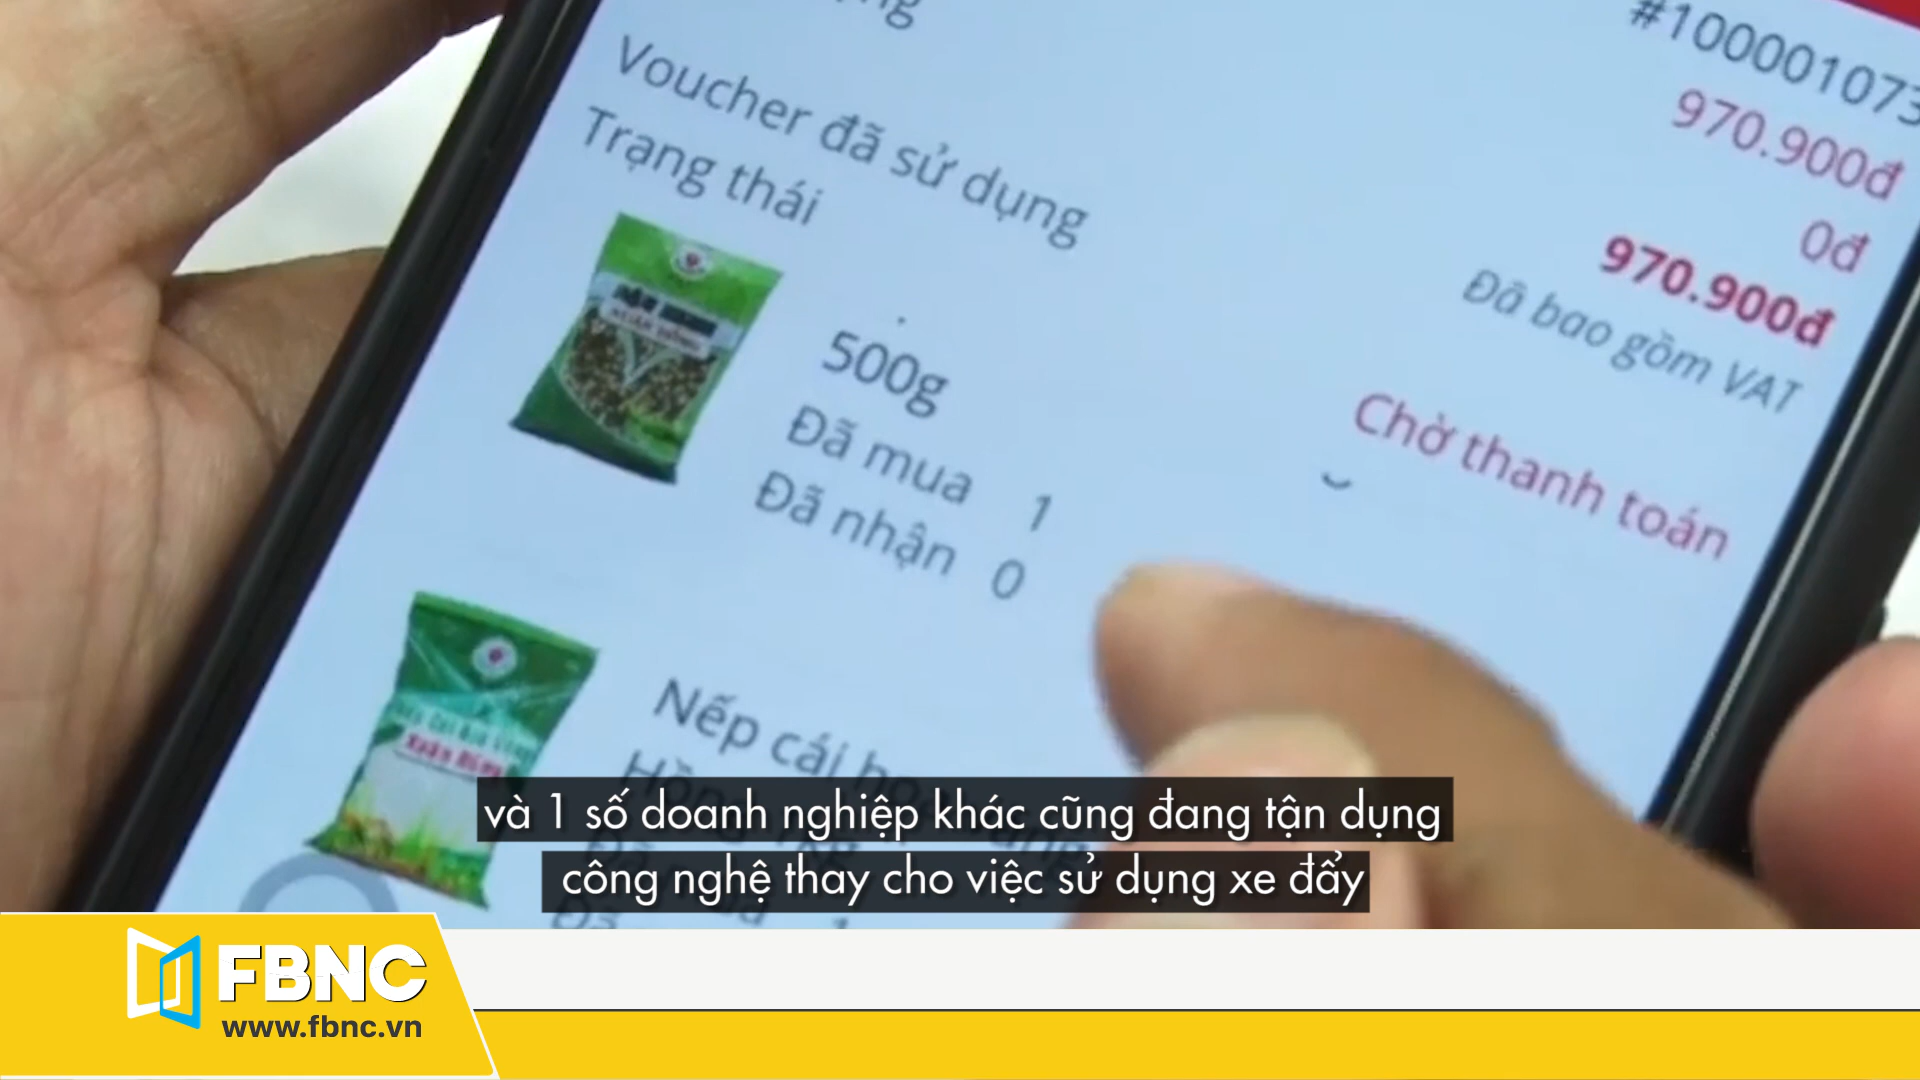 #100001073
970.900đ
Voucher đã sử dụng
0đ
970.900đ
Đã bao gồm VAT
Trạng thái
Chờ thanh toán
500g
Đã mua 1
Đã nhận 0
Nếp cái
và 1 số doanh nghiệp khác cũng đang tận dụng
công nghệ thay cho việc sử dụng xe đẩy
FBNC
www.fbnc.vn